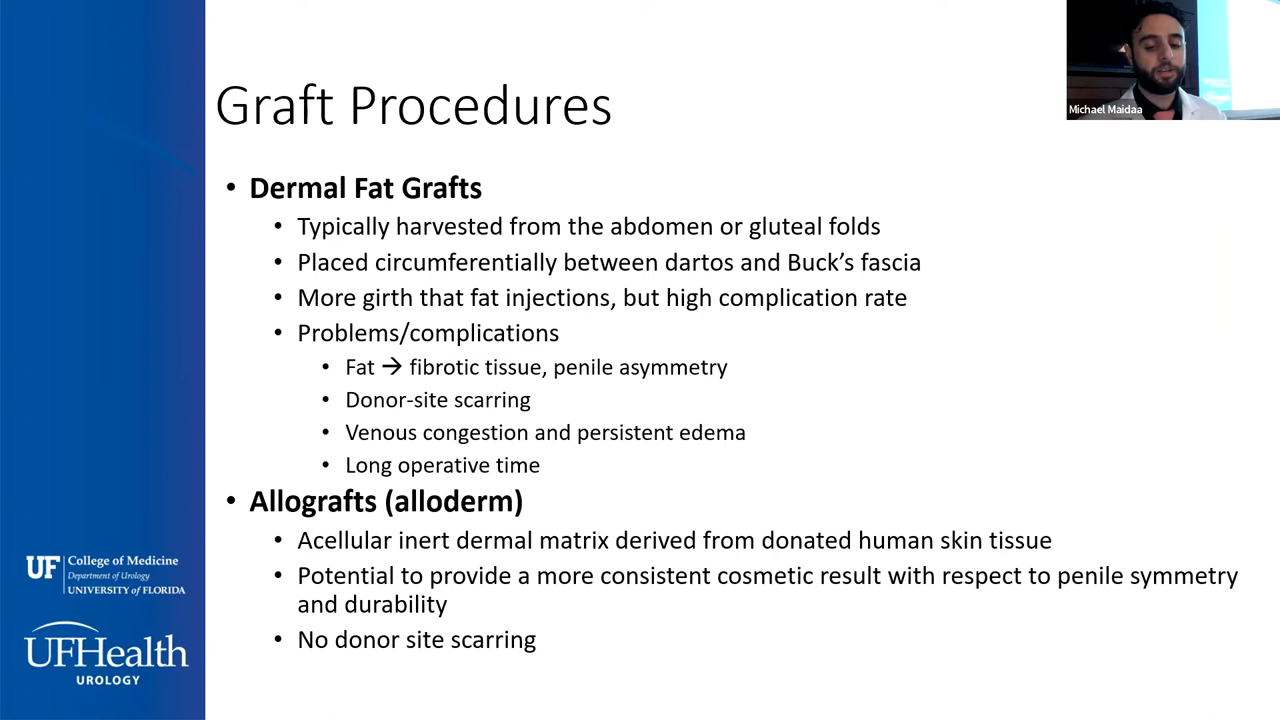 Michael Maidaa
Graft Procedures
• Dermal Fat Grafts
• Typically harvested from the abdomen or gluteal folds
• Placed circumferentially between dartos and Buck’s fascia
• More girth that fat injections, but high complication rate
• Problems/complications
• Fat → fibrotic tissue, penile asymmetry
• Donor-site scarring
• Venous congestion and persistent edema
• Long operative time
• Allografts (alloderm)
• Acellular inert dermal matrix derived from donated human skin tissue
• Potential to provide a more consistent cosmetic result with respect to penile symmetry
and durability
• No donor site scarring
UF College of Medicine
Department of Urology
UNIVERSITY of FLORIDA
UFHealth
UROLOGY